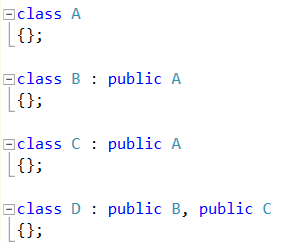 class A
{};
class B : public A
{};
class C : public A
{};
class D : public B, public C
{};